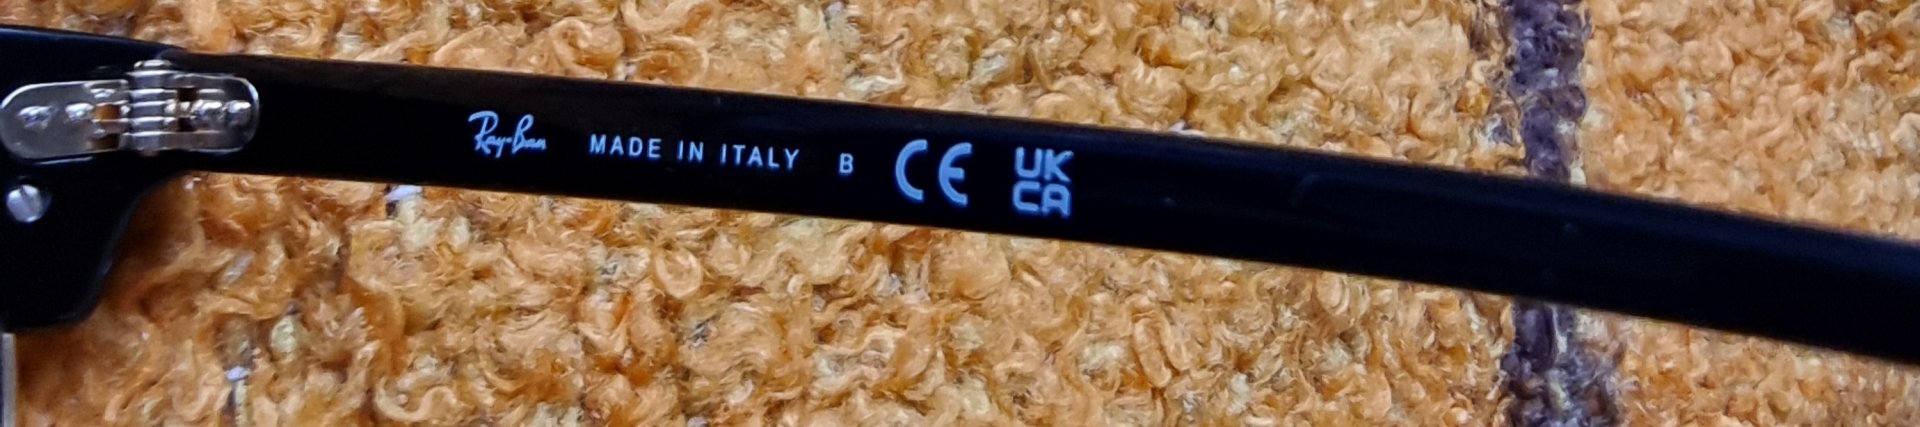 Ray-Ban MADE IN ITALY B CE UK
CA